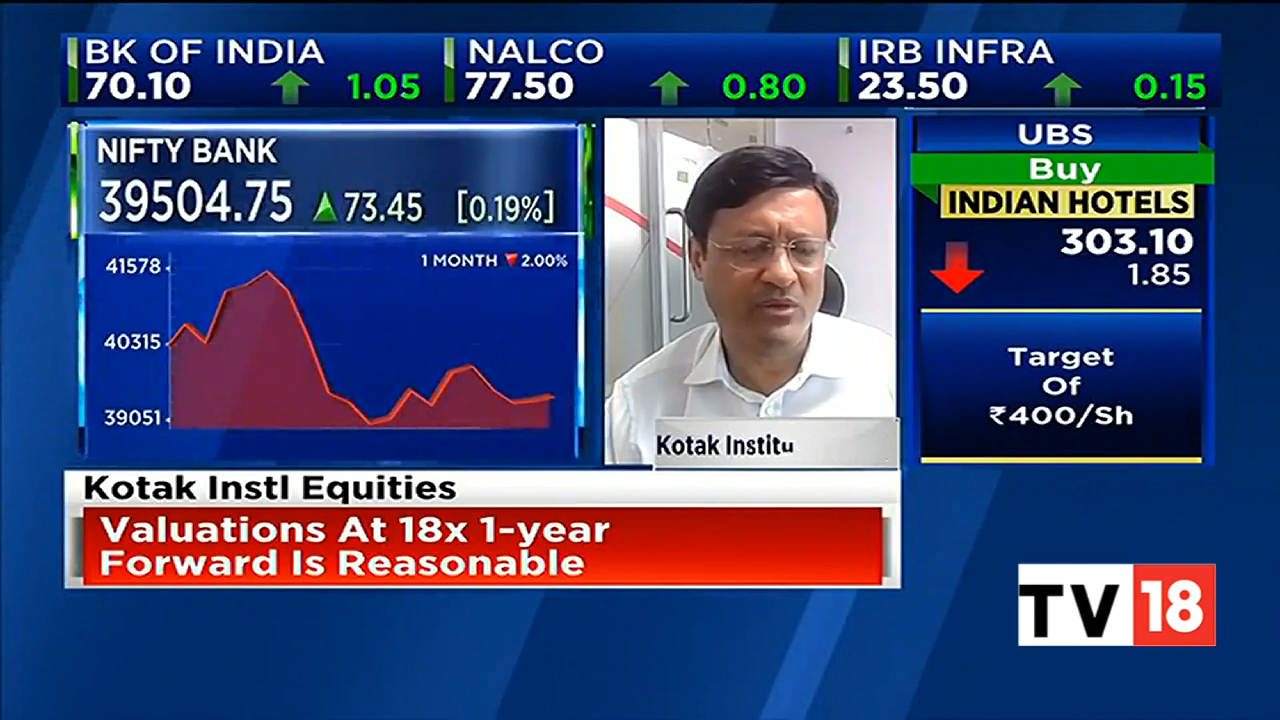 BK OF INDIA
70.10 1.05
NALCO
77.50 0.80
IRB INFRA
23.50 0.15
NIFTY BANK
39504.75 73.45 [0.19%]
1 MONTH 2.00%
41578
40315
39051
UBS
Buy
INDIAN HOTELS
303.10
1.85
Target
Of
₹400/Sh
Kotak Institu
Kotak Instl Equities
Valuations At 18x 1-year
Forward Is Reasonable
TV18